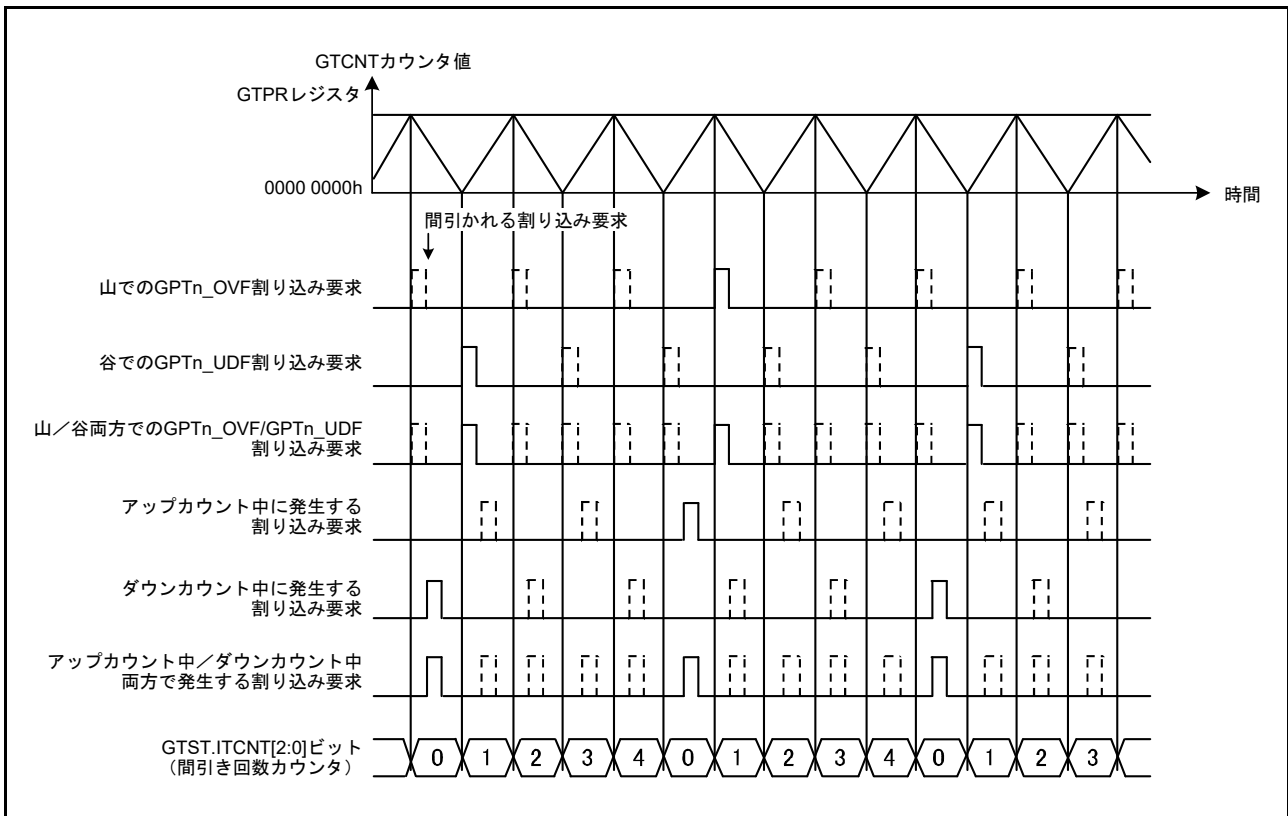 GTCNTカウンタ値
GTPRレジスタ
0000 0000h
時間
間引かれる割り込み要求
山でのGPTn_OVF割り込み要求
谷でのGPTn_UDF割り込み要求
山／谷両方でのGPTn_OVF/GPTn_UDF
割り込み要求
アップカウント中に発生する
割り込み要求
ダウンカウント中に発生する
割り込み要求
アップカウント中／ダウンカウント中
両方で発生する割り込み要求
GTST.ITCNT[2:0]ビット
（間引き回数カウンタ）
0 1 2 3 4 0 1 2 3 4 0 1 2 3